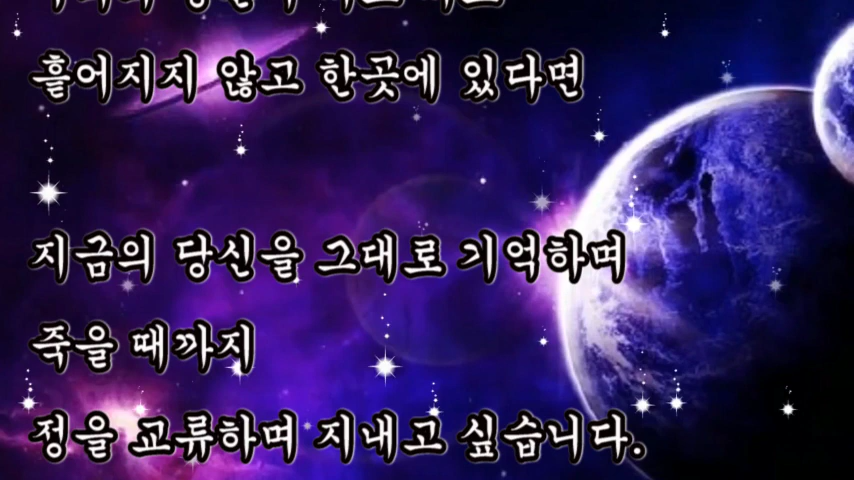 흩어지지 않고 한곳에 있다면
지금의 당신을 그대로 기억하며
죽을 때까지
정을 교류하며 지내고 싶습니다.